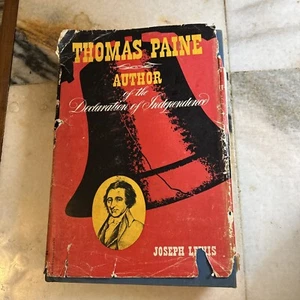 THOMAS PAINE
AUTHOR
of the
Declaration of Independence
JOSEPH LEWIS